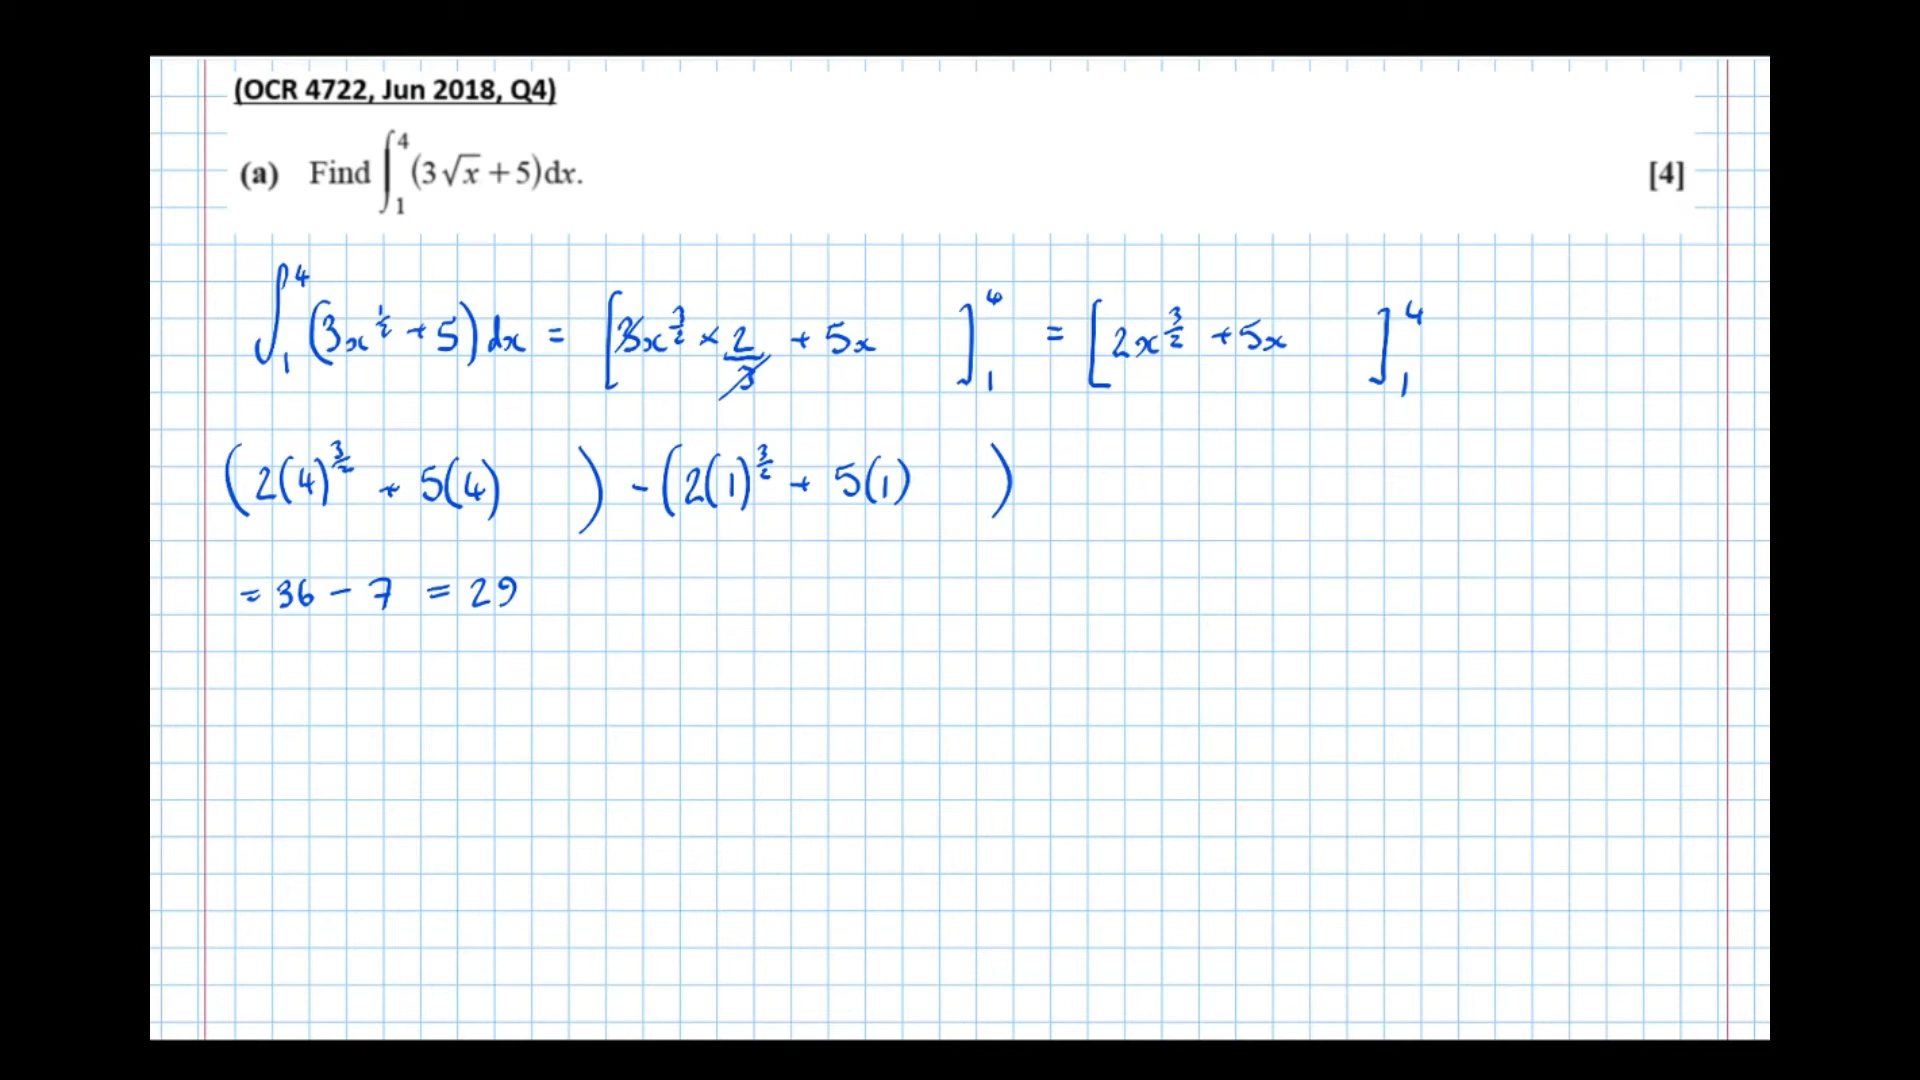 (OCR 4722, Jun 2018, Q4)
(a) Find ∫₁⁴ (3√x + 5)dx. [4]
∫₁⁴ (3x^(1/2) + 5) dx = [3x^(3/2) × 2/3 + 5x]₁⁴ = [2x^(3/2) + 5x]₁⁴
(2(4)^(3/2) + 5(4)) - (2(1)^(3/2) + 5(1))
= 36 - 7 = 29